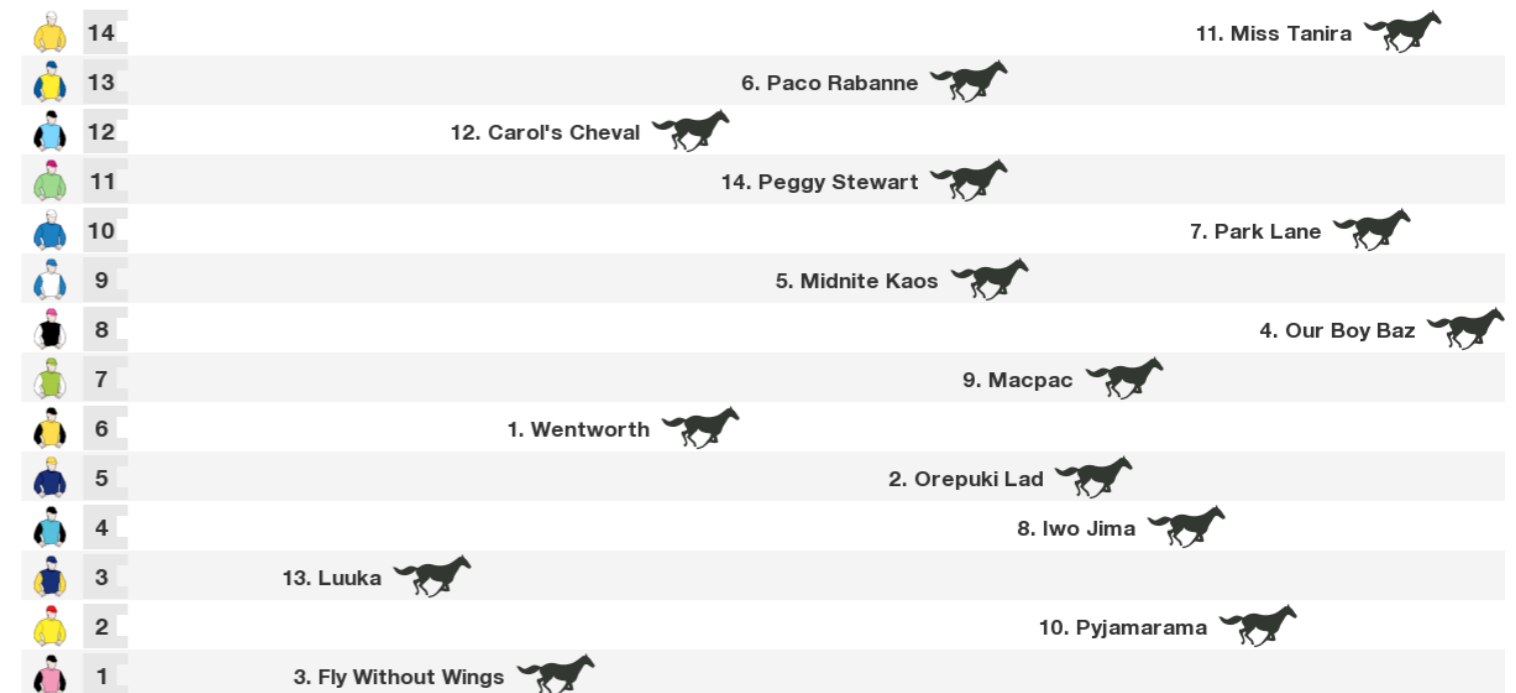 14 11. Miss Tanira
13 6. Paco Rabanne
12 12. Carol's Cheval
11 14. Peggy Stewart
10 7. Park Lane
9 5. Midnite Kaos
8 4. Our Boy Baz
7 9. Macpac
6 1. Wentworth
5 2. Orepuki Lad
4 8. Iwo Jima
3 13. Luuka
2 10. Pyjamarama
1 3. Fly Without Wings